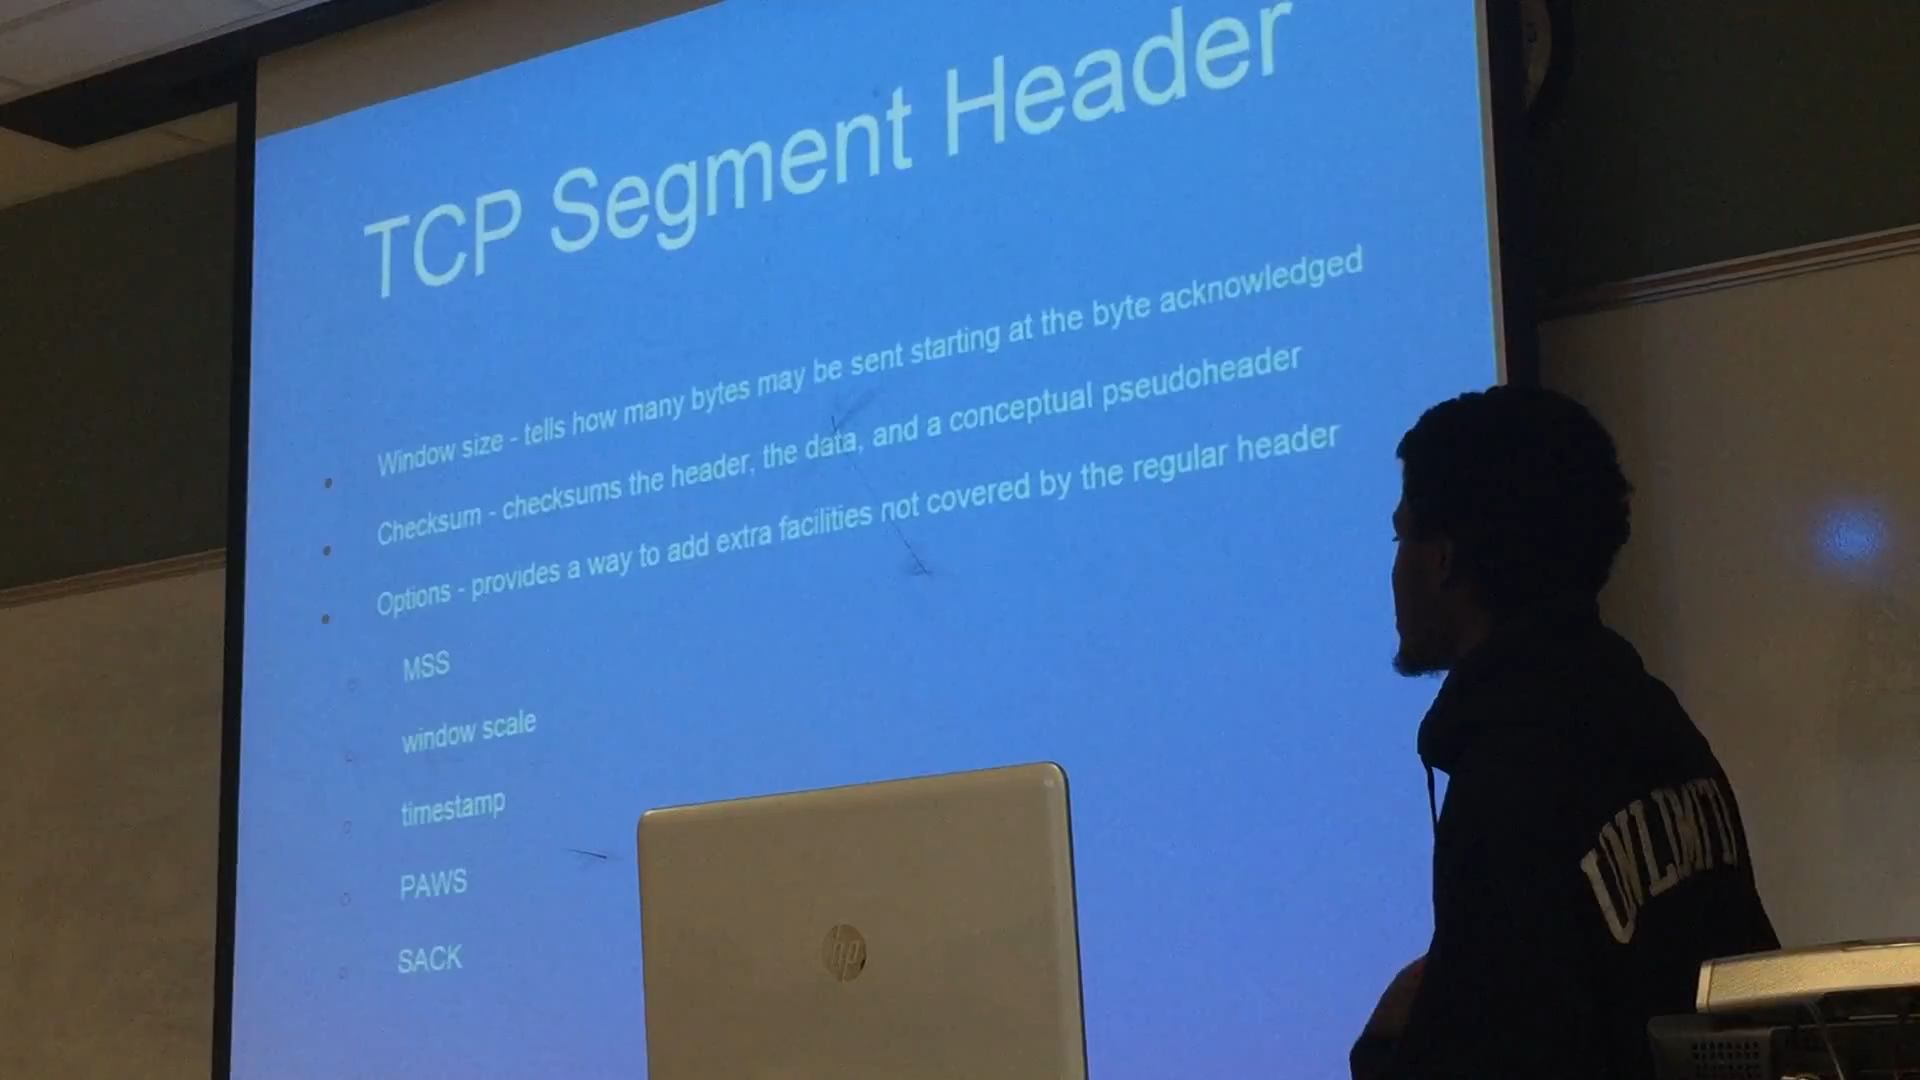 TCP Segment Header
Window size - tells how many bytes may be sent starting at the byte acknowledged
Checksum - checksums the header, the data, and a conceptual pseudoheader
Options - provides a way to add extra facilities not covered by the regular header
MSS
window scale
timestamp
PAWS
SACK
hp